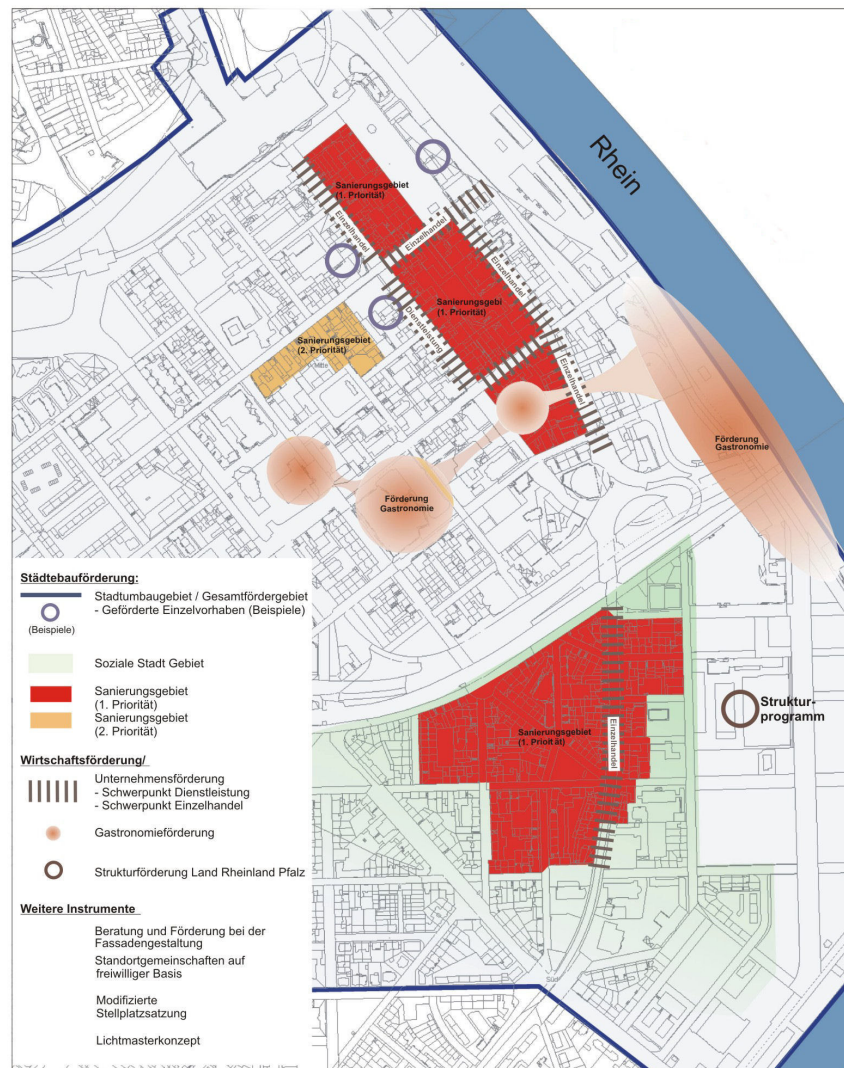 Rhein
Sanierungsgebiet
(1. Priorität)
Einzelhandel
Einzelhandel
Einzelhandel
Sanierungsgebi
(1. Priorität)
Dienstleistung
Sanierungsgebiet
(2. Priorität)
Mitte
Einzelhandel
Förderung
Gastronomie
Förderung
Gastronomie
Städtebauförderung:
Stadtumbaugebiet / Gesamtfördergebiet
- Geförderte Einzelvorhaben (Beispiele)
(Beispiele)
Soziale Stadt Gebiet
Sanierungsgebiet
(1. Priorität)
Sanierungsgebiet
(2. Priorität)
Wirtschaftsförderung/
Unternehmensförderung
- Schwerpunkt Dienstleistung
- Schwerpunkt Einzelhandel
Gastronomieförderung
Strukturförderung Land Rheinland Pfalz
Weitere Instrumente
Beratung und Förderung bei der
Fassadengestaltung
Standortgemeinschaften auf
freiwilliger Basis
Modifizierte
Stellplatzsatzung
Lichtmasterkonzept
Sanierungsgebiet
(1. Prioität)
Einzelhandel
Struktur-
programm
Süd